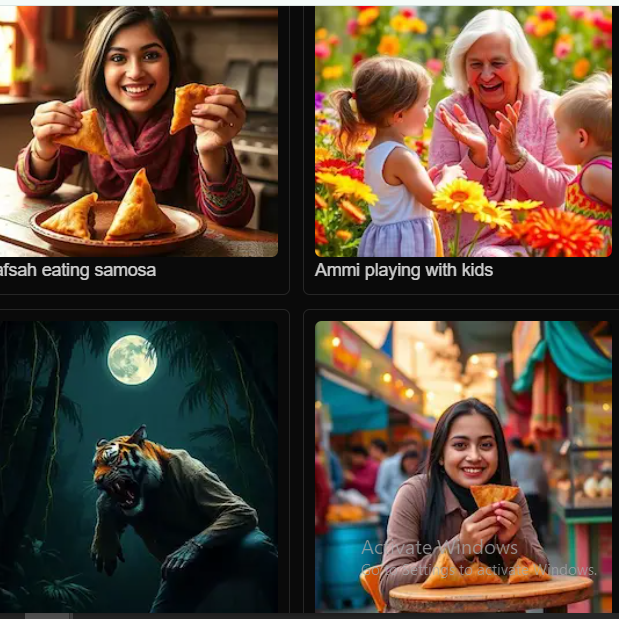 afsah eating samosa
Ammi playing with kids
Activate Windows
Go to Settings to activate Windows.